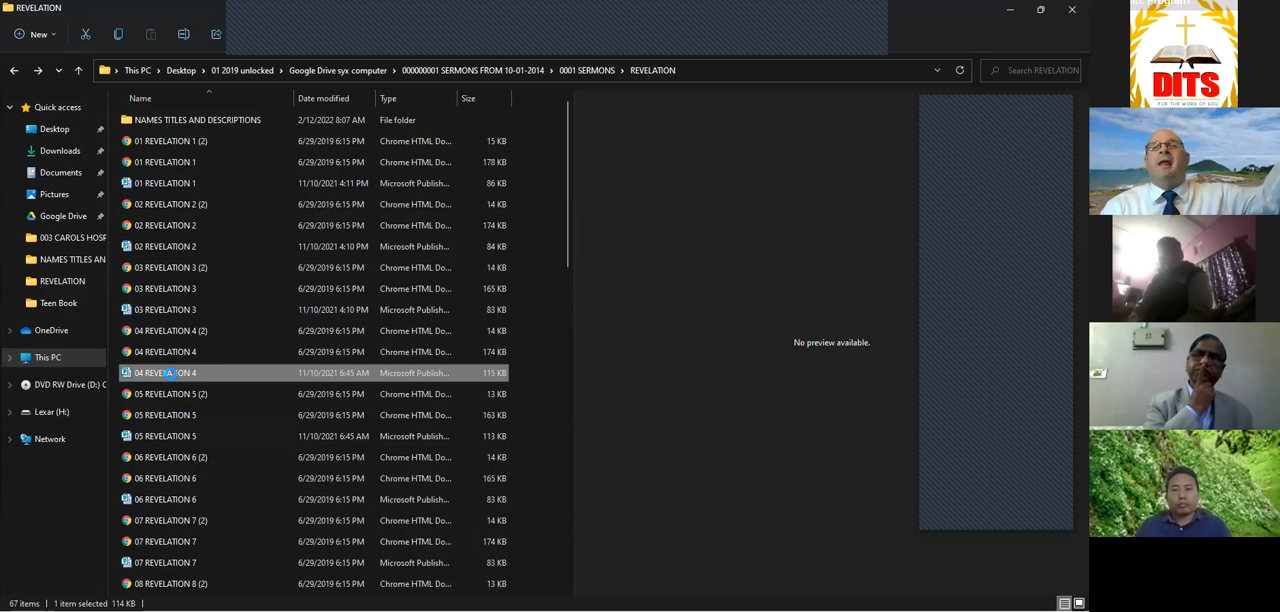 REVELATION
New
This PC > Desktop > 01 2019 unlocked > Google Drive syx computer > 000000001 SERMONS FROM 10-01-2014 > 0001 SERMONS > REVELATION
Search REVELATION
Name Date modified Type Size
Quick access
Desktop
Downloads
Documents
Pictures
Google Drive
003 CAROLS HOSP
NAMES TITLES AN
REVELATION
Teen Book
OneDrive
This PC
DVD RW Drive (D:) C
Lexar (H:)
Network
NAMES TITLES AND DESCRIPTIONS 2/12/2022 8:07 AM File folder
01 REVELATION 1 (2) 6/29/2019 6:15 PM Chrome HTML Do... 15 KB
01 REVELATION 1 6/29/2019 6:15 PM Chrome HTML Do... 178 KB
01 REVELATION 1 11/10/2021 4:11 PM Microsoft Publish... 86 KB
02 REVELATION 2 (2) 6/29/2019 6:15 PM Chrome HTML Do... 14 KB
02 REVELATION 2 6/29/2019 6:15 PM Chrome HTML Do... 174 KB
02 REVELATION 2 11/10/2021 4:10 PM Microsoft Publish... 84 KB
03 REVELATION 3 (2) 6/29/2019 6:15 PM Chrome HTML Do... 14 KB
03 REVELATION 3 6/29/2019 6:15 PM Chrome HTML Do... 165 KB
03 REVELATION 3 11/10/2021 4:10 PM Microsoft Publish... 83 KB
04 REVELATION 4 (2) 6/29/2019 6:15 PM Chrome HTML Do... 14 KB
04 REVELATION 4 6/29/2019 6:15 PM Chrome HTML Do... 174 KB
04 REVELATION 4 11/10/2021 6:45 AM Microsoft Publish... 115 KB
05 REVELATION 5 (2) 6/29/2019 6:15 PM Chrome HTML Do... 13 KB
05 REVELATION 5 6/29/2019 6:15 PM Chrome HTML Do... 163 KB
05 REVELATION 5 11/10/2021 6:45 AM Microsoft Publish... 113 KB
06 REVELATION 6 (2) 6/29/2019 6:15 PM Chrome HTML Do... 14 KB
06 REVELATION 6 6/29/2019 6:15 PM Chrome HTML Do... 165 KB
06 REVELATION 6 6/29/2019 6:15 PM Microsoft Publish... 83 KB
07 REVELATION 7 (2) 6/29/2019 6:15 PM Chrome HTML Do... 14 KB
07 REVELATION 7 6/29/2019 6:15 PM Chrome HTML Do... 174 KB
07 REVELATION 7 6/29/2019 6:15 PM Microsoft Publish... 83 KB
08 REVELATION 8 (2) 6/29/2019 6:15 PM Chrome HTML Do... 13 KB
No preview available.
67 items 1 item selected 114 KB
Program
DITS
FOR THE WORD OF GOD